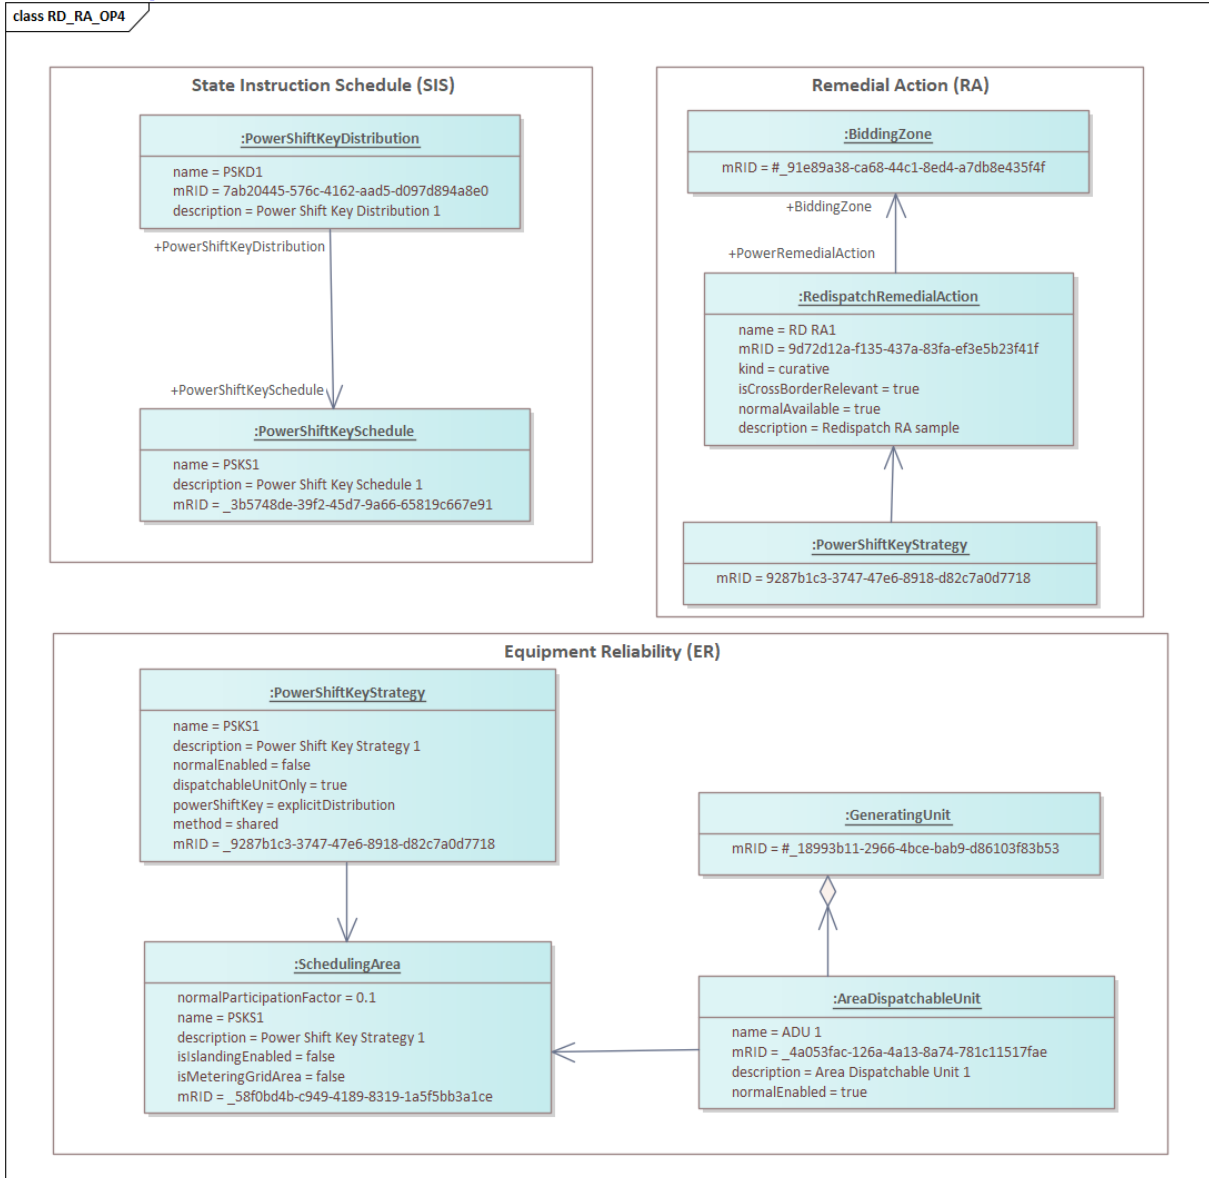 class RD_RA_OP4
State Instruction Schedule (SIS)
:PowerShiftKeyDistribution
name = PSKD1
mRID = 7ab20445-576c-4162-aad5-d097d894a8e0
description = Power Shift Key Distribution 1
+PowerShiftKeyDistribution
+PowerShiftKeySchedule
:PowerShiftKeySchedule
name = PSKS1
description = Power Shift Key Schedule 1
mRID = _3b5748de-39f2-45d7-9a66-65819c667e91
Remedial Action (RA)
:BiddingZone
mRID = #_91e89a38-ca68-44c1-8ed4-a7db8e435f4f
+BiddingZone
+PowerRemedialAction
:RedispatchRemedialAction
name = RD RA1
mRID = 9d72d12a-f135-437a-83fa-ef3e5b23f41f
kind = curative
isCrossBorderRelevant = true
normalAvailable = true
description = Redispatch RA sample
:PowerShiftKeyStrategy
mRID = 9287b1c3-3747-47e6-8918-d82c7a0d7718
Equipment Reliability (ER)
:PowerShiftKeyStrategy
name = PSKS1
description = Power Shift Key Strategy 1
normalEnabled = false
dispatchableUnitOnly = true
powerShiftKey = explicitDistribution
method = shared
mRID = _9287b1c3-3747-47e6-8918-d82c7a0d7718
:SchedulingArea
normalParticipationFactor = 0.1
name = PSKS1
description = Power Shift Key Strategy 1
isIslandingEnabled = false
isMeteringGridArea = false
mRID = _58f0bd4b-c949-4189-8319-1a5f5bb3a1ce
:GeneratingUnit
mRID = #_18993b11-2966-4bce-bab9-d86103f83b53
:AreaDispatchableUnit
name = ADU 1
mRID = _4a053fac-126a-4a13-8a74-781c11517fae
description = Area Dispatchable Unit 1
normalEnabled = true